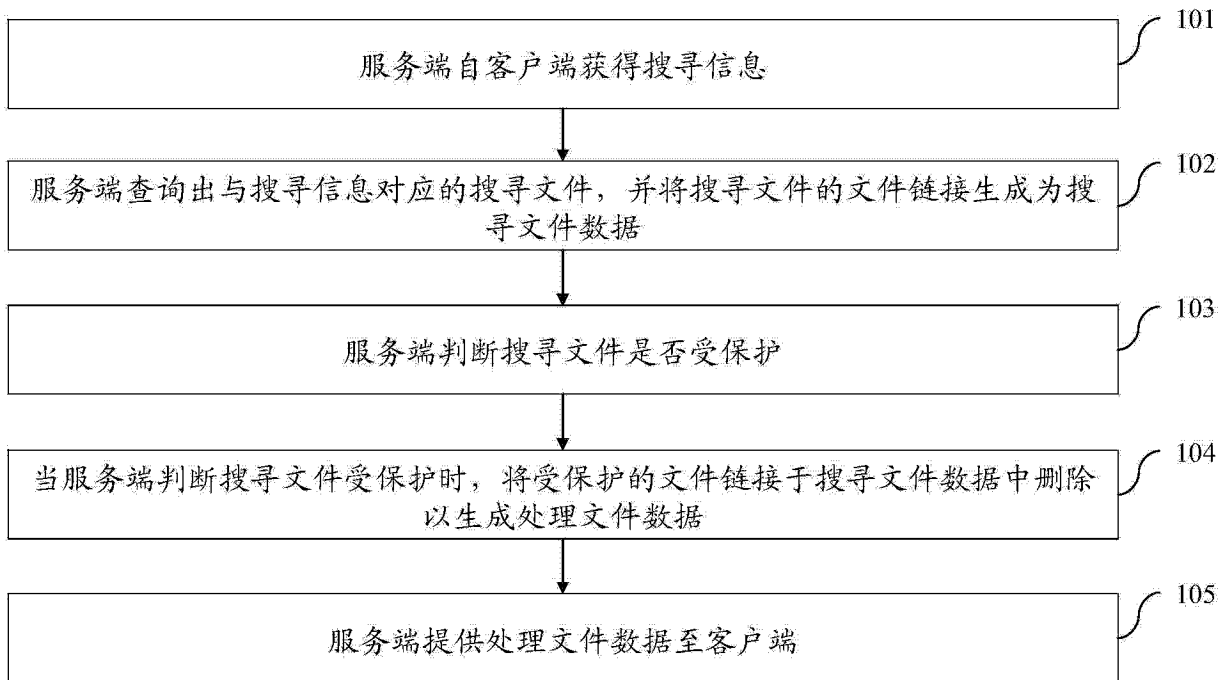 101
服务端自客户端获得搜寻信息
102
服务端查询出与搜寻信息对应的搜寻文件，并将搜寻文件的文件链接生成为搜
寻文件数据
103
服务端判断搜寻文件是否受保护
104
当服务端判断搜寻文件受保护时，将受保护的文件链接于搜寻文件数据中删除
以生成处理文件数据
105
服务端提供处理文件数据至客户端